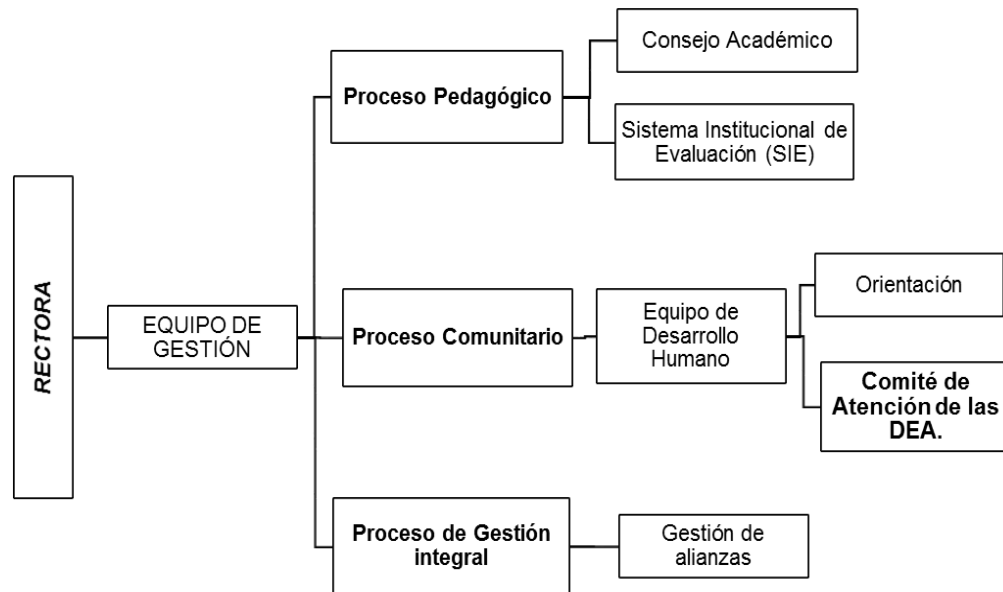 RECTORA
EQUIPO DE
GESTIÓN
Proceso Pedagógico
Consejo Académico
Sistema Institucional de
Evaluación (SIE)
Proceso Comunitario
Equipo de
Desarrollo
Humano
Orientación
Comité de
Atención de las
DEA.
Proceso de Gestión
integral
Gestión de
alianzas